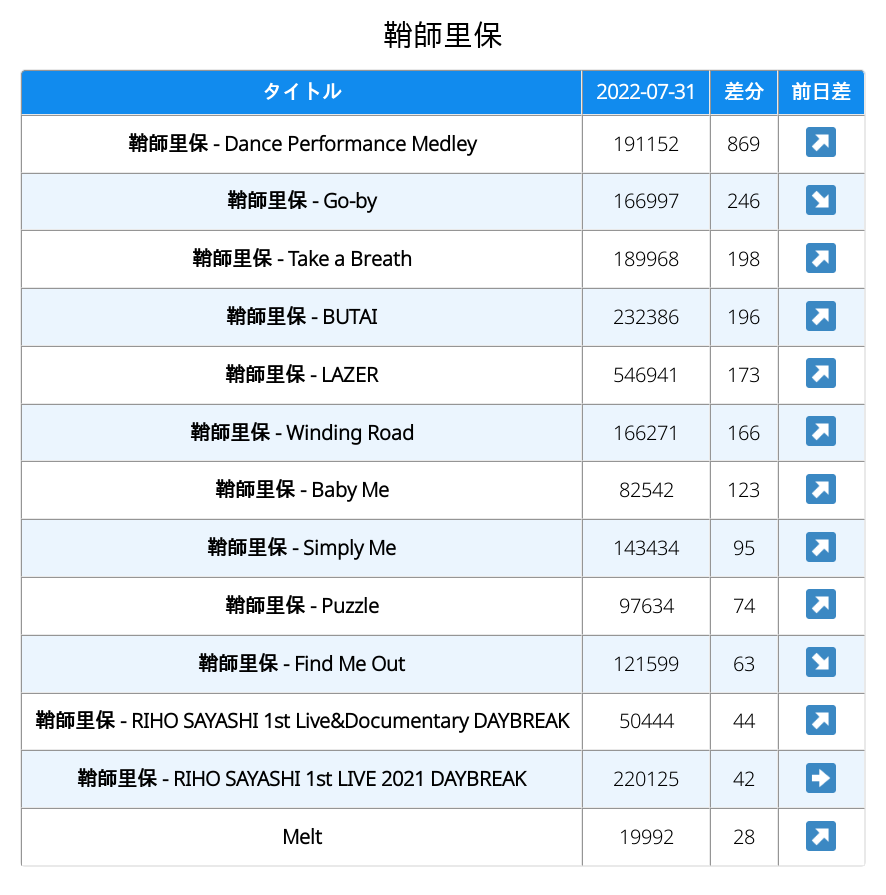 鞘師里保
タイトル 2022-07-31 差分 前日差
鞘師里保 - Dance Performance Medley 191152 869 ↗
鞘師里保 - Go-by 166997 246 ↘
鞘師里保 - Take a Breath 189968 198 ↗
鞘師里保 - BUTAI 232386 196 ↗
鞘師里保 - LAZER 546941 173 ↗
鞘師里保 - Winding Road 166271 166 ↗
鞘師里保 - Baby Me 82542 123 ↗
鞘師里保 - Simply Me 143434 95 ↗
鞘師里保 - Puzzle 97634 74 ↗
鞘師里保 - Find Me Out 121599 63 ↘
鞘師里保 - RIHO SAYASHI 1st Live&Documentary DAYBREAK 50444 44 ↗
鞘師里保 - RIHO SAYASHI 1st LIVE 2021 DAYBREAK 220125 42 →
Melt 19992 28 ↗